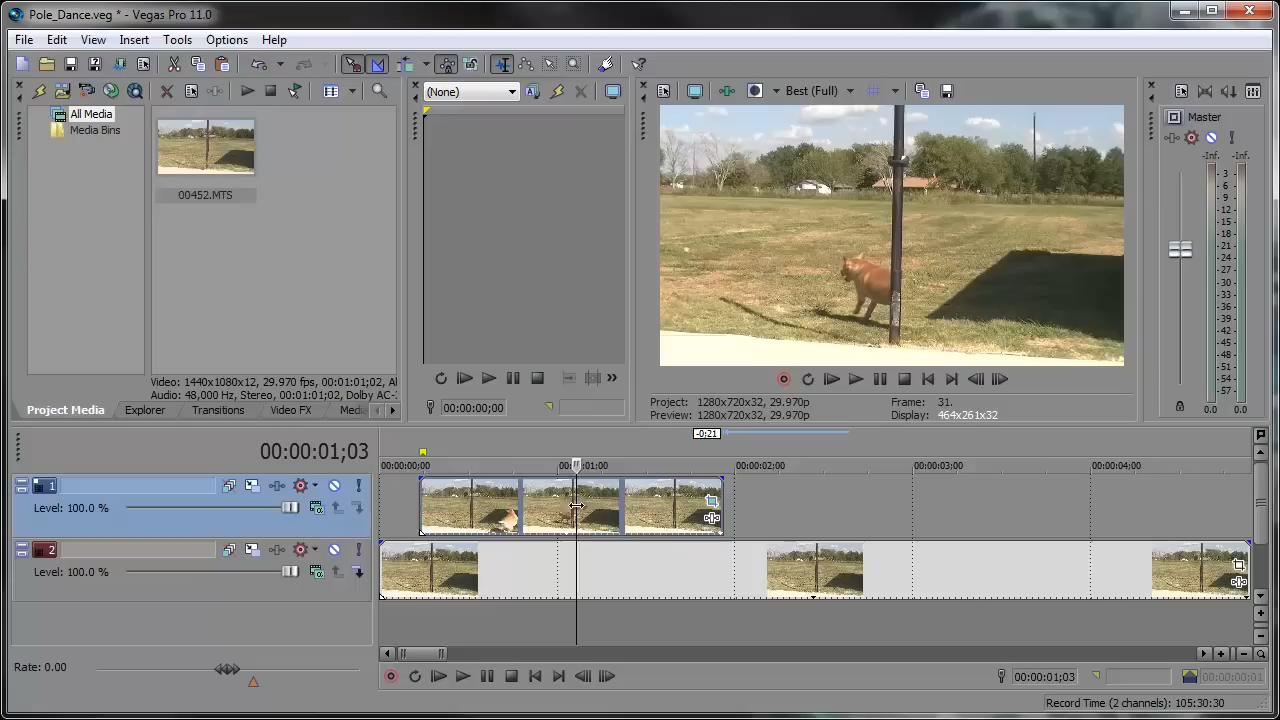 Pole_Dance.veg * - Vegas Pro 11.0
File Edit View Insert Tools Options Help
(None)
Best (Full)
All Media
Media Bins
00452.MTS
Master
-Inf. -Inf.
3
6
9
12
15
18
21
24
27
30
33
36
39
42
45
48
51
54
57
0.0 0.0
Video: 1440x1080x12, 29.970 fps, 00:01:01;02, Al
Audio: 48,000 Hz, Stereo, 00:01:01;02, Dolby AC-
Project Media Explorer Transitions Video FX Media
00:00:00;00
Project: 1280x720x32, 29.970p
Preview: 1280x720x32, 29.970p
Frame: 31.
Display: 464x261x32
-0:21
00:00:01;03
00:00:00;00 00:00:01;00 00:00:02;00 00:00:03;00 00:00:04;00
1
Level: 100.0 %
2
Level: 100.0 %
Rate: 0.00
00:00:01;03
00:00:00;01
Record Time (2 channels): 105:30:30